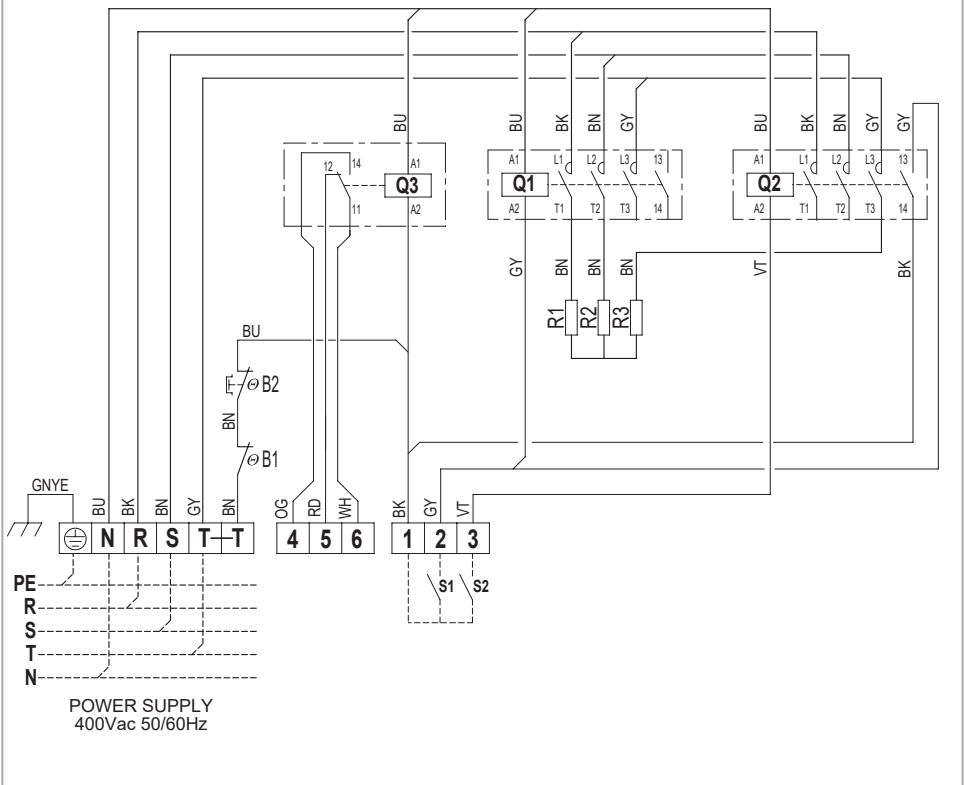 BU BU BK BN GY BU BK BN GY GY
12 14 A1 A1 L1 L2 L3 13 A1 L1 L2 L3 13
Q3 Q1 Q2
11 A2 A2 T1 T2 T3 14 A2 T1 T2 T3 14
GY BN BN BN VT BK
R1 R2 R3
BU
B2
BN
B1
GNYE
BU BK BN GY BN OG RD WH BK GY VT
N R S T T 4 5 6 1 2 3
S1 S2
PE
R
S
T
N
POWER SUPPLY
400Vac 50/60Hz